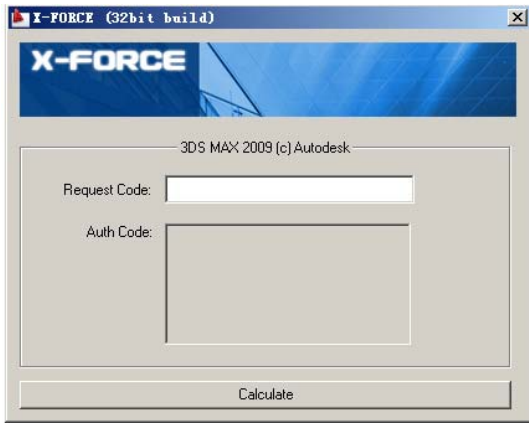 X-FORCE (32bit build)
X-FORCE
3DS MAX 2009 (c) Autodesk
Request Code:
Auth Code:
Calculate